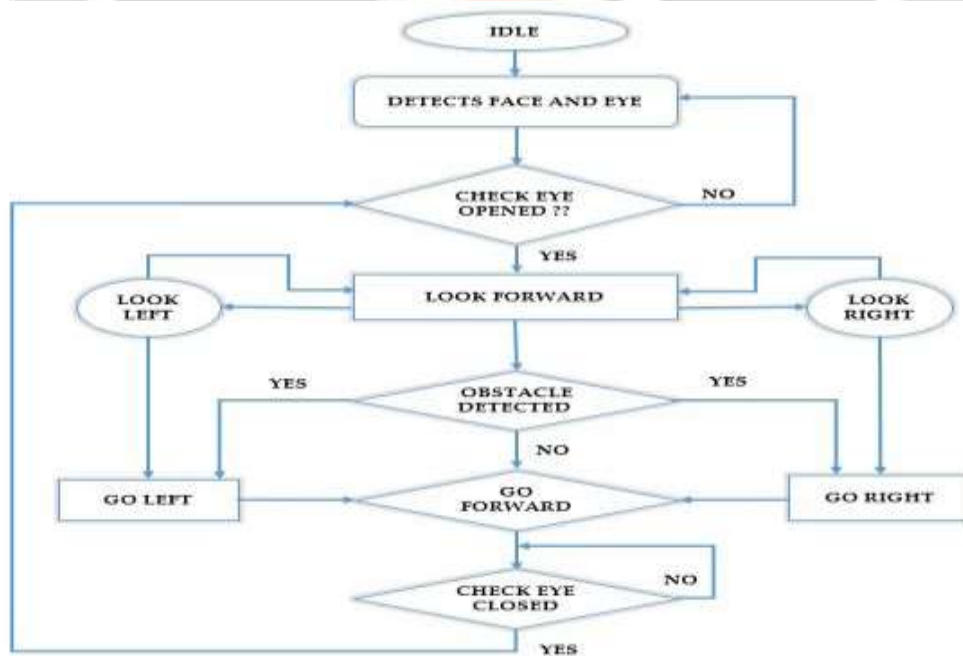 IDLE
DETECTS FACE AND EYE
CHECK EYE
OPENED ??
NO
YES
LOOK
LEFT
LOOK FORWARD
LOOK
RIGHT
YES
OBSTACLE
DETECTED
YES
NO
GO LEFT
GO
FORWARD
GO RIGHT
CHECK EYE
CLOSED
NO
YES